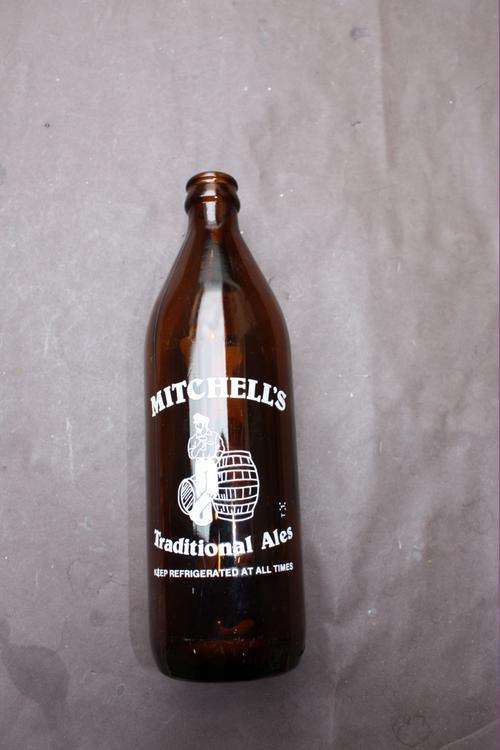 MITCHELL'S
Traditional Ales
KEEP REFRIGERATED AT ALL TIMES